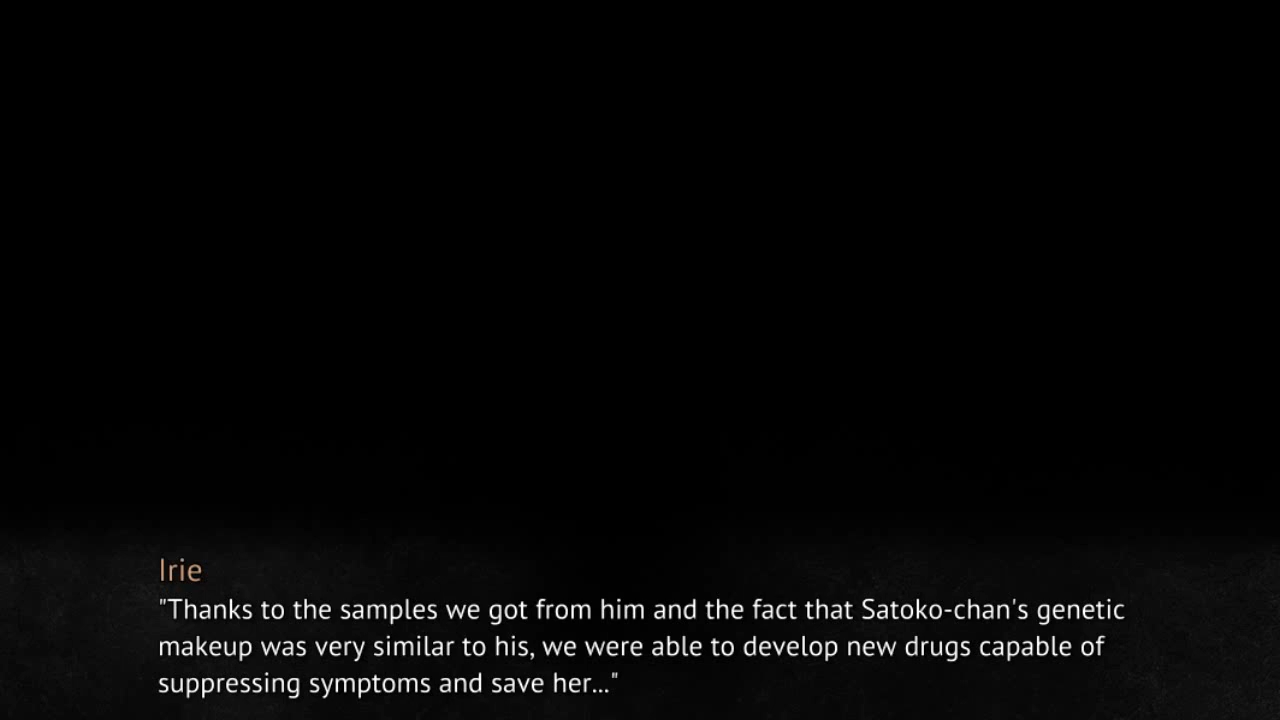 Irie
"Thanks to the samples we got from him and the fact that Satoko-chan's genetic
makeup was very similar to his, we were able to develop new drugs capable of
suppressing symptoms and save her..."